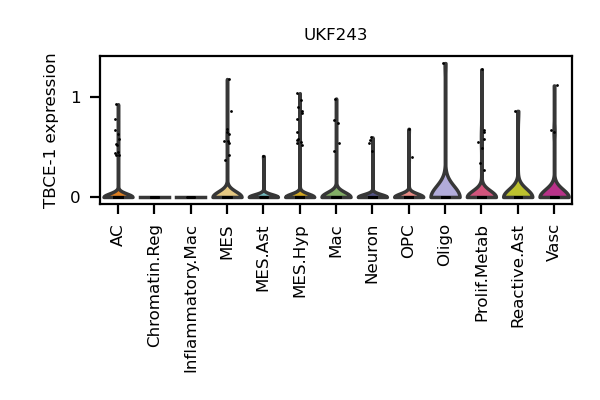 UKF243
TBCE-1 expression
1
0
AC
Chromatin.Reg
Inflammatory.Mac
MES
MES.Ast
MES.Hyp
Mac
Neuron
OPC
Oligo
Prolif.Metab
Reactive.Ast
Vasc